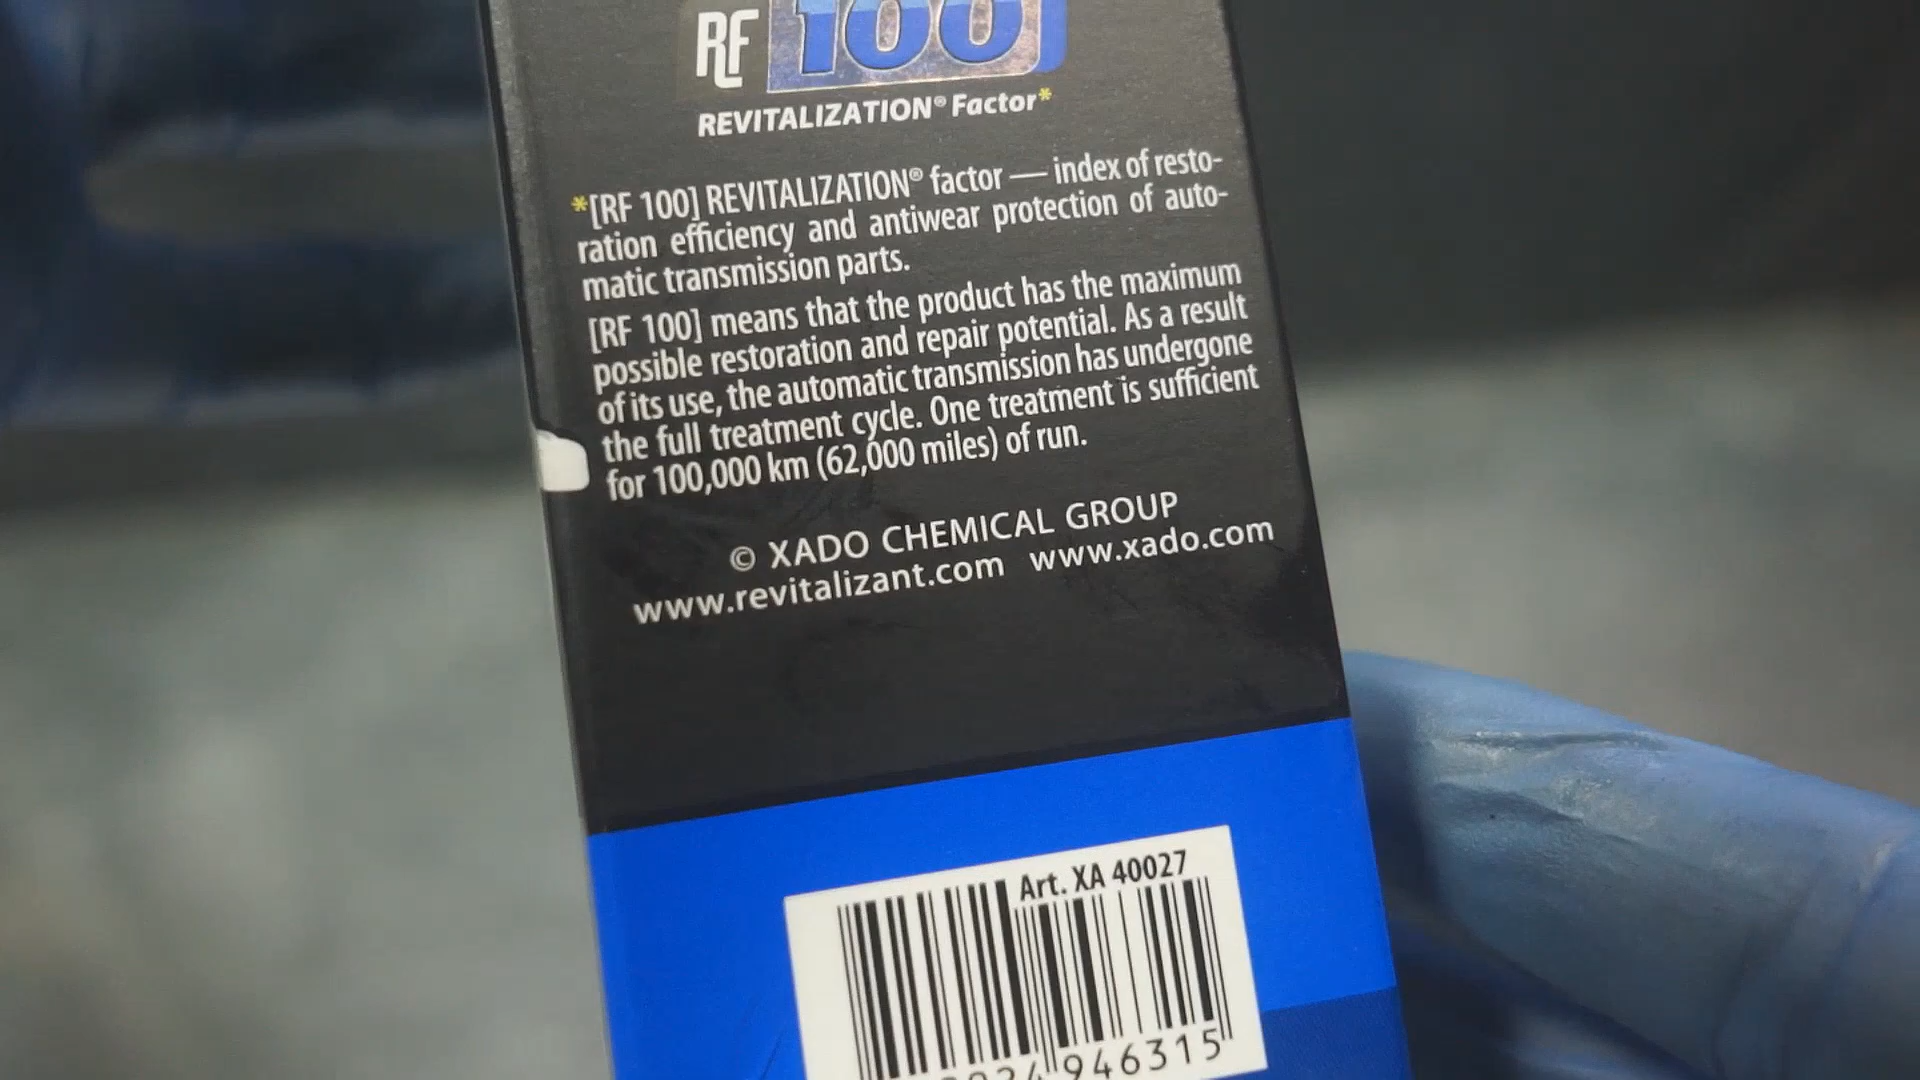 RF 100
REVITALIZATION® Factor*
*[RF 100] REVITALIZATION® factor — index of resto-
ration efficiency and antiwear protection of auto-
matic transmission parts.
[RF 100] means that the product has the maximum
possible restoration and repair potential. As a result
of its use, the automatic transmission has undergone
the full treatment cycle. One treatment is sufficient
for 100,000 km (62,000 miles) of run.
© XADO CHEMICAL GROUP
www.revitalizant.com www.xado.com
Art. XA 40027
946315